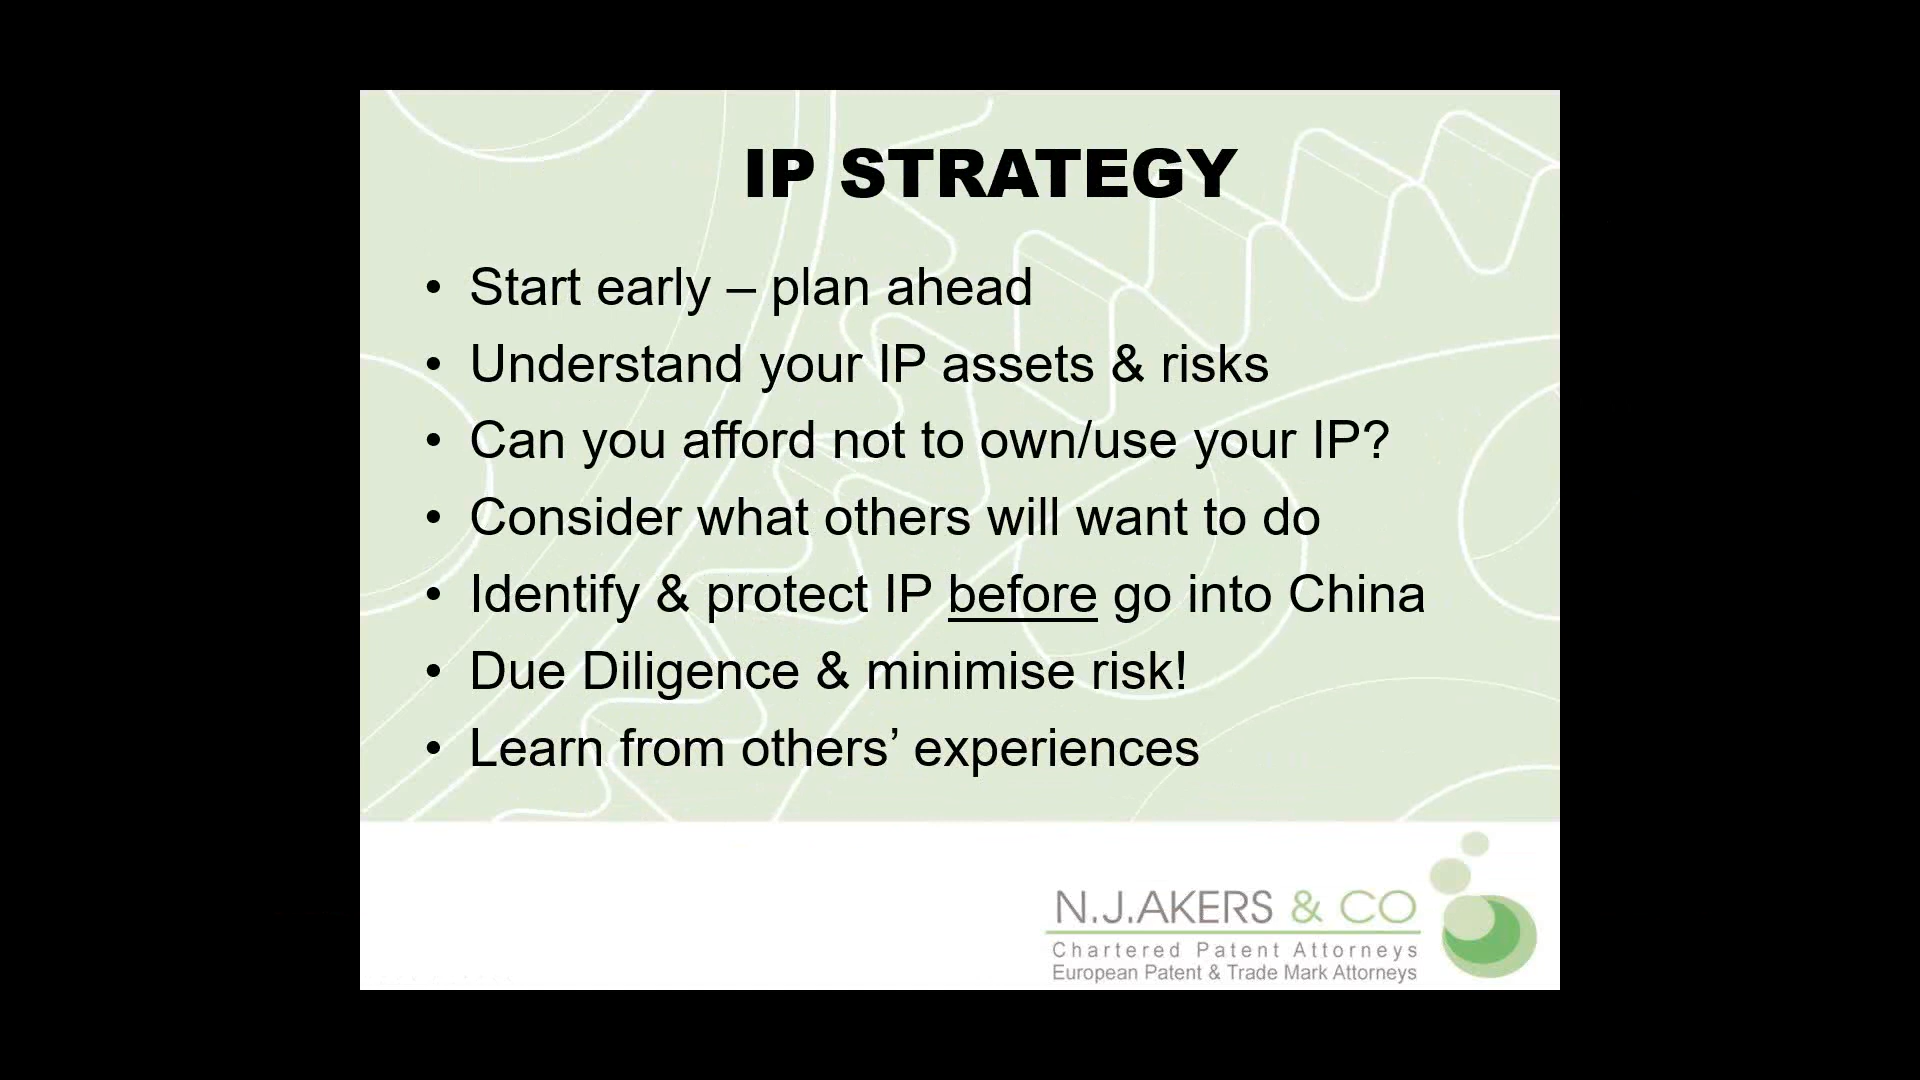 IP STRATEGY
• Start early – plan ahead
• Understand your IP assets & risks
• Can you afford not to own/use your IP?
• Consider what others will want to do
• Identify & protect IP before go into China
• Due Diligence & minimise risk!
• Learn from others’ experiences
N.J.AKERS & CO
Chartered Patent Attorneys
European Patent & Trade Mark Attorneys